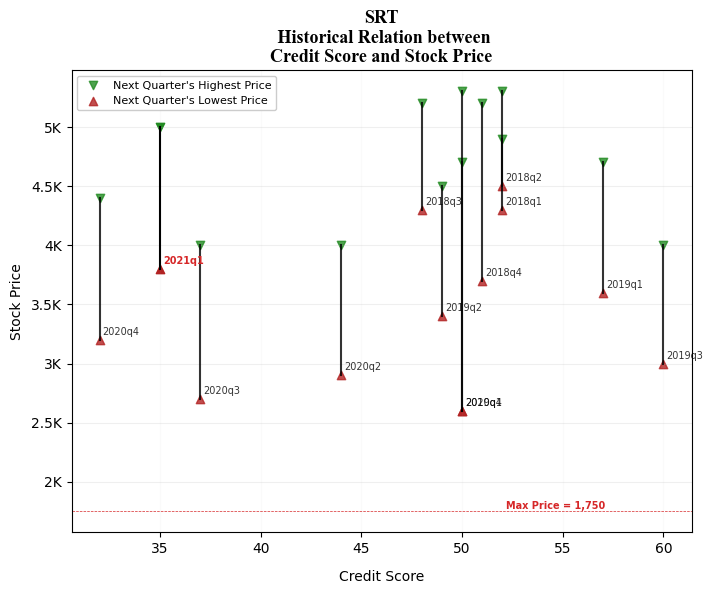 SRT
Historical Relation between
Credit Score and Stock Price
Next Quarter's Highest Price
Next Quarter's Lowest Price
5K
4.5K
4K
3.5K
3K
2.5K
2K
Stock Price
2018q2
2018q3
2018q1
2021q1
2018q4
2019q1
2019q2
2020q4
2019q3
2020q2
2020q3
Max Price = 1,750
35
40
45
50
55
60
Credit Score